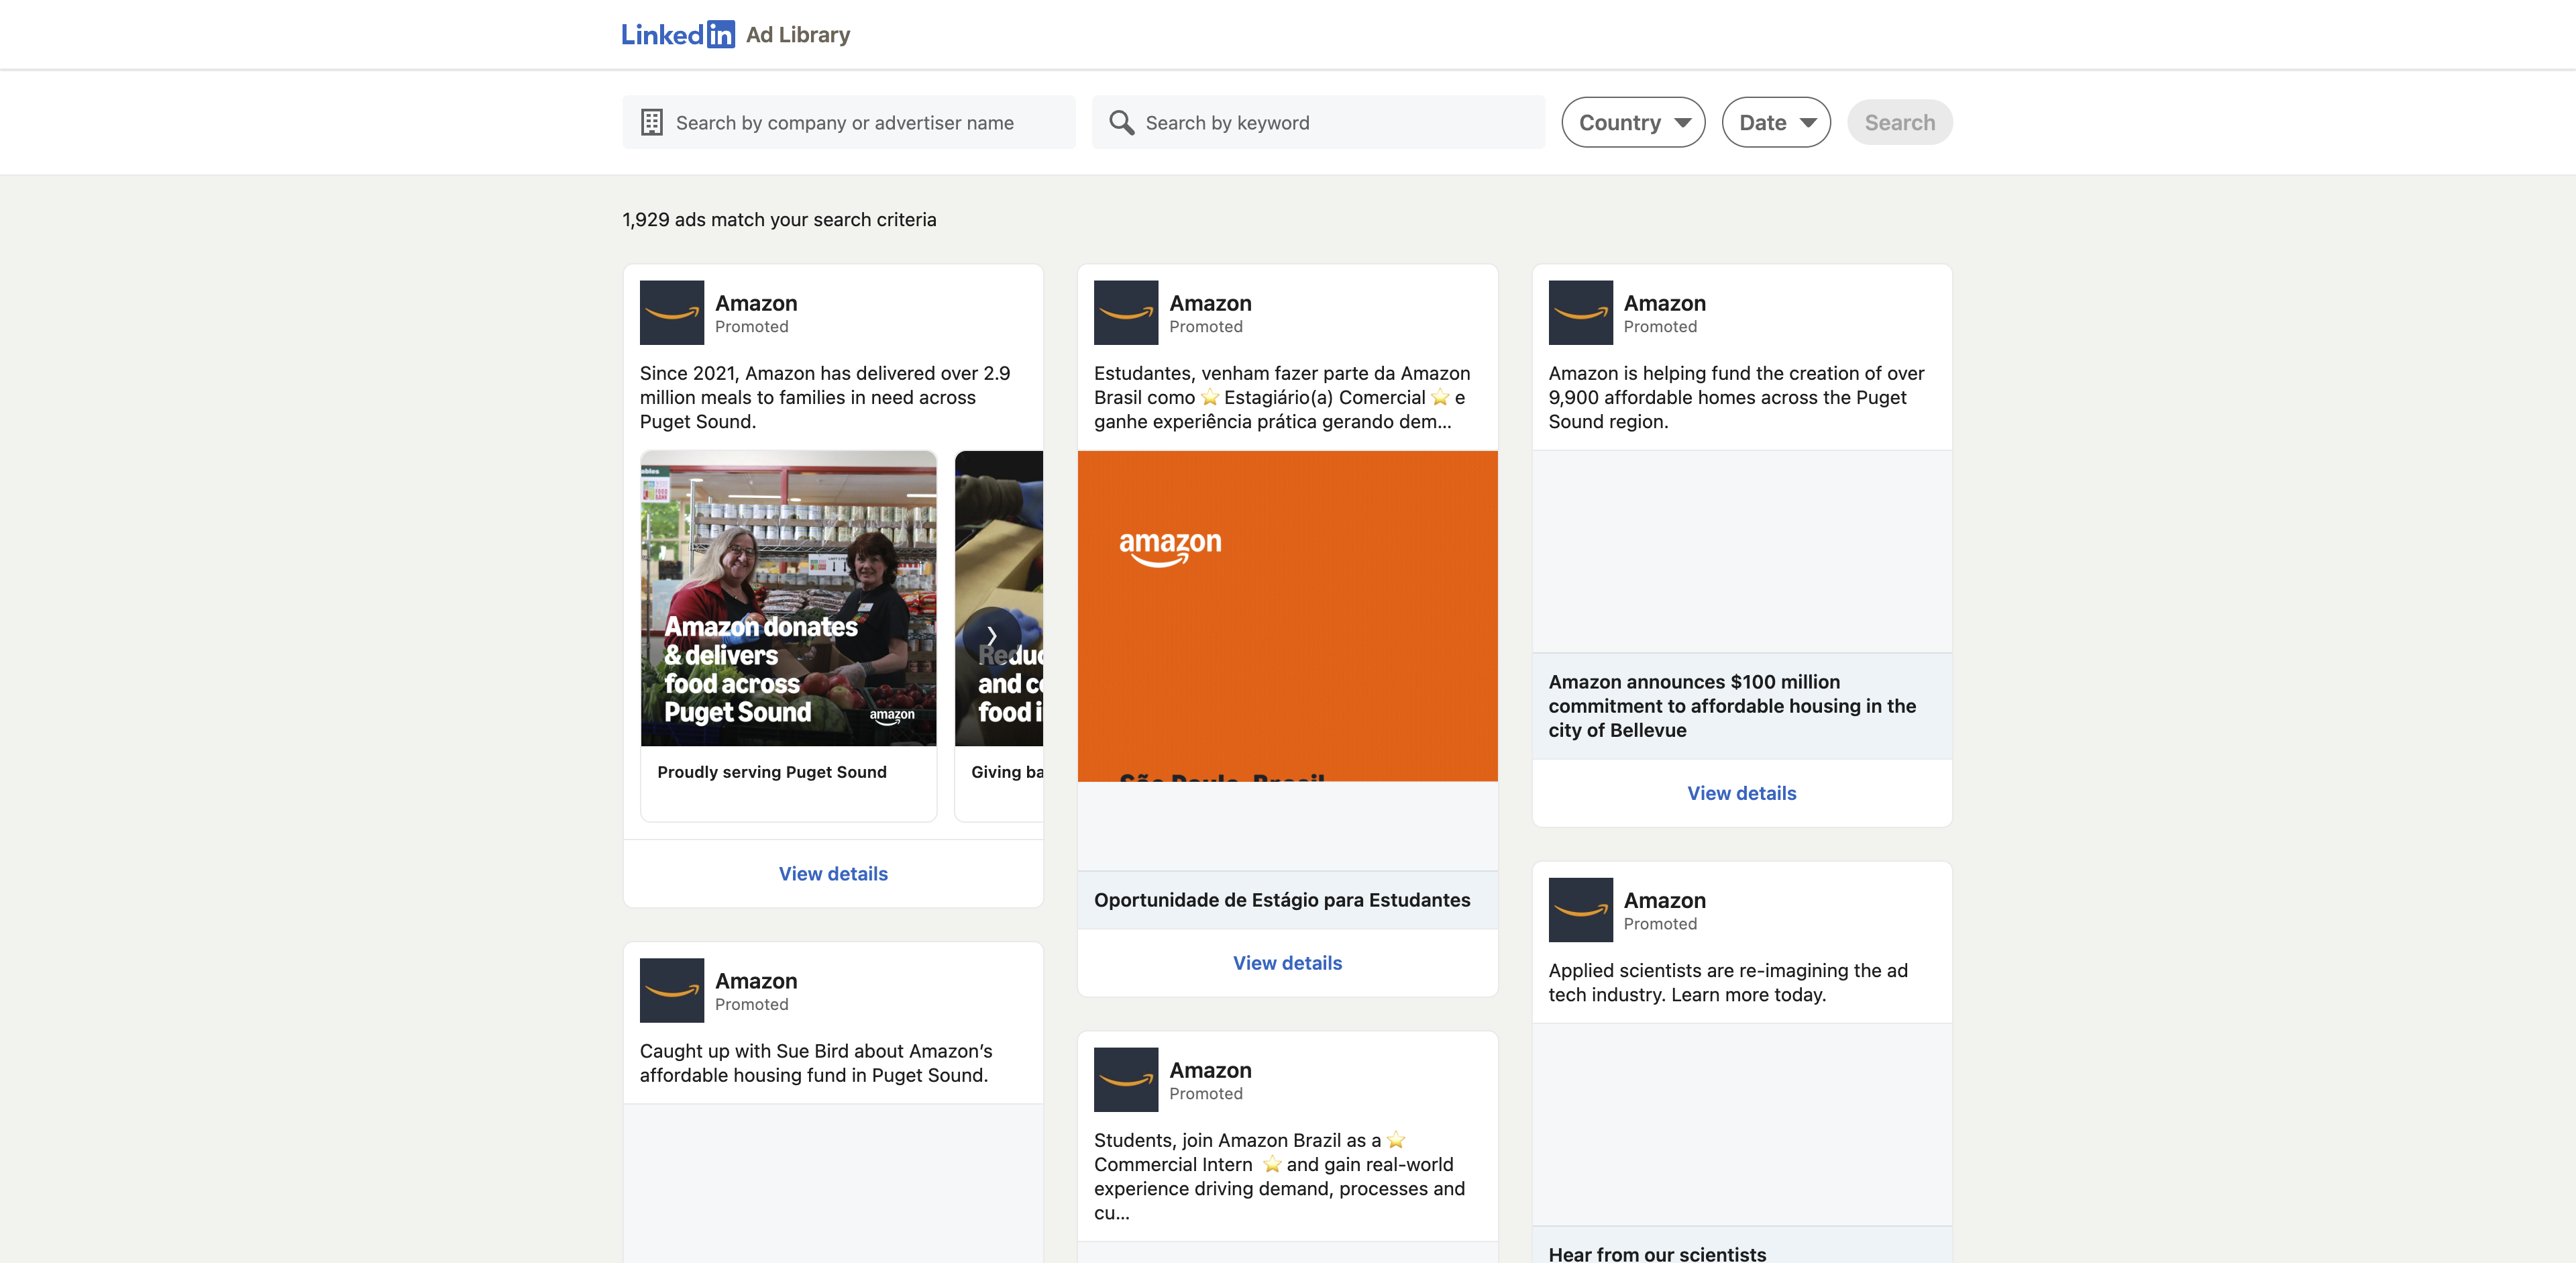 LinkedIn Ad Library
Search by company or advertiser name
Search by keyword
Country
Date
Search
1,929 ads match your search criteria
Amazon
Promoted
Since 2021, Amazon has delivered over 2.9
million meals to families in need across
Puget Sound.
FOOD
BANK
Amazon donates
& delivers
food across
Puget Sound
amazon
Proudly serving Puget Sound
and
food
Giving
View details
Amazon
Promoted
Caught up with Sue Bird about Amazon’s
affordable housing fund in Puget Sound.
Amazon
Promoted
Estudantes, venham fazer parte da Amazon
Brasil como ⭐ Estagiário(a) Comercial ⭐ e
ganhe experiência prática gerando dem...
amazon
São Paulo, Brasil
Oportunidade de Estágio para Estudantes
View details
Amazon
Promoted
Students, join Amazon Brazil as a ⭐
Commercial Intern ⭐ and gain real-world
experience driving demand, processes and
cu...
Amazon
Promoted
Amazon is helping fund the creation of over
9,900 affordable homes across the Puget
Sound region.
Amazon announces $100 million
commitment to affordable housing in the
city of Bellevue
View details
Amazon
Promoted
Applied scientists are re-imagining the ad
tech industry. Learn more today.
Hear from our scientists